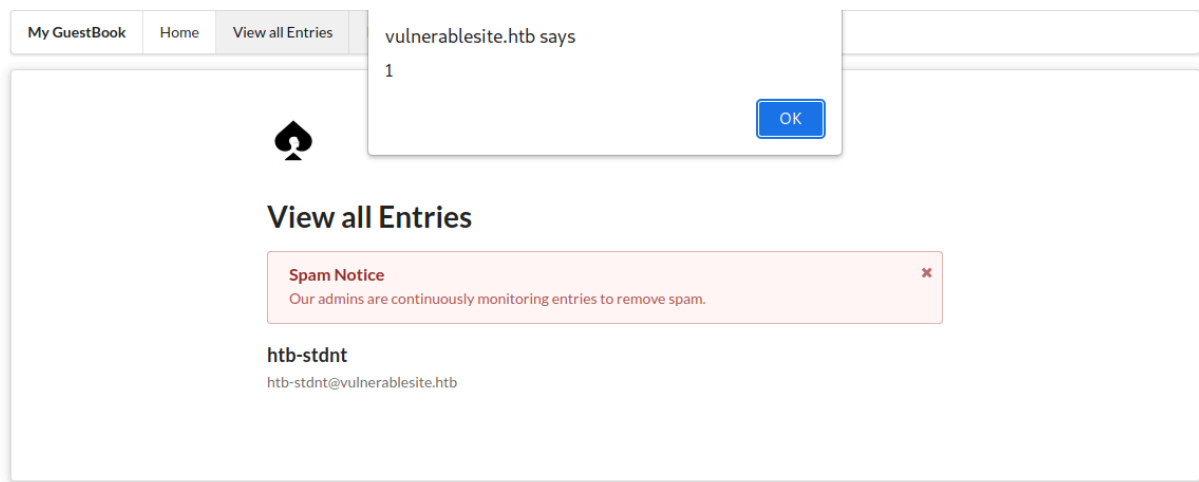 My GuestBook Home View all Entries
vulnerablesite.htb says
1
OK
View all Entries
Spam Notice
Our admins are continuously monitoring entries to remove spam.
htb-stdnt
htb-stdnt@vulnerablesite.htb